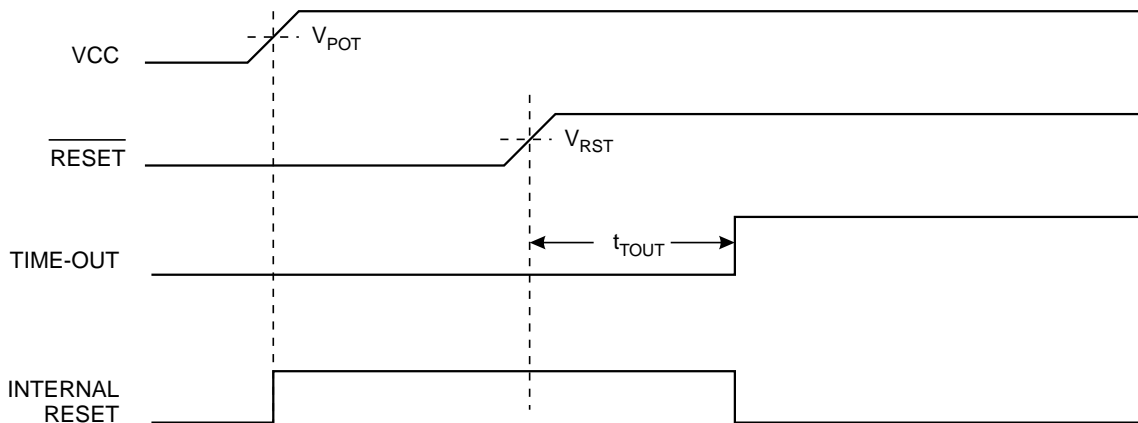 VCC
VPOT
RESET
VRST
TIME-OUT
tTOUT
INTERNAL
RESET